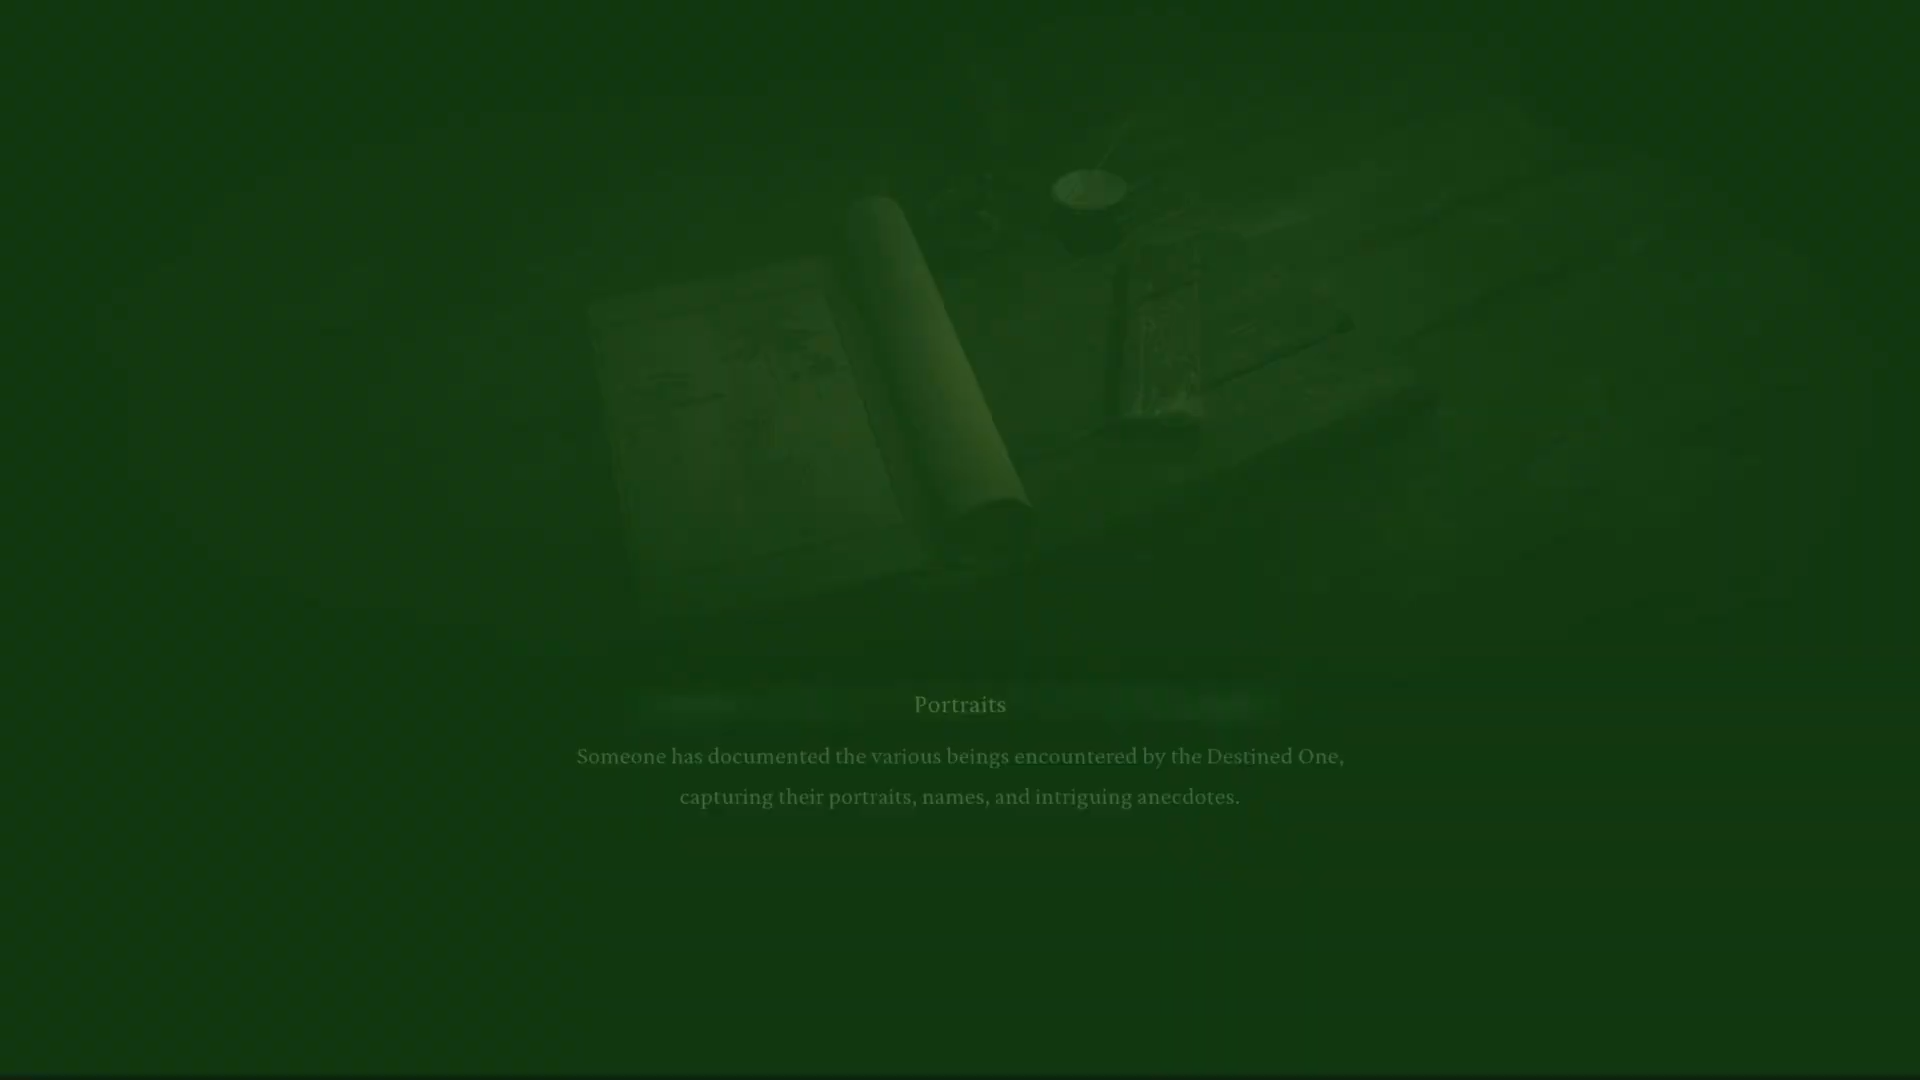 Portraits
Someone has documented the various beings encountered by the Destined One,
capturing their portraits, names, and intriguing anecdotes.